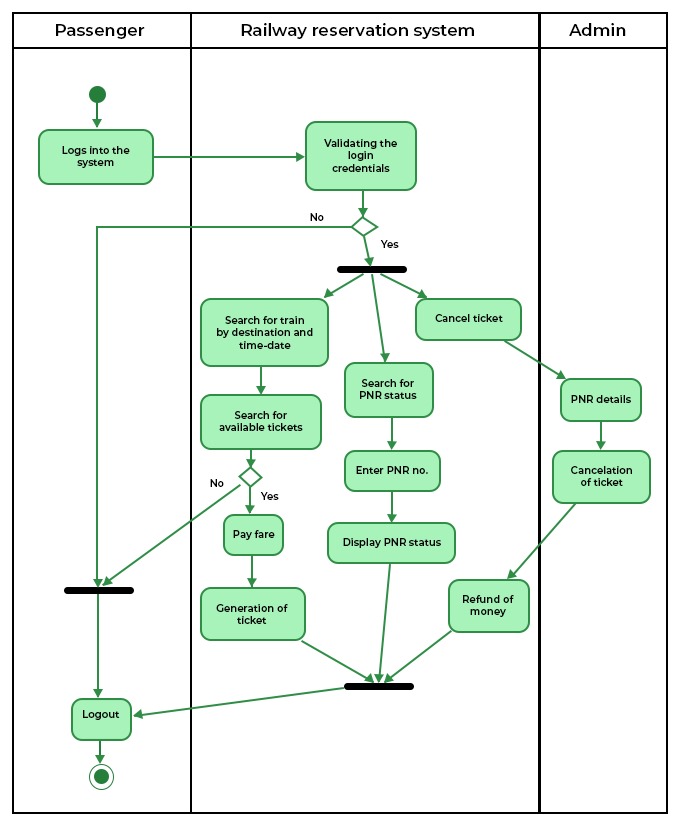 Passenger
Railway reservation system
Admin
Logs into the
system
Validating the
login
credentials
No
Yes
Search for train
by destination and
time-date
Cancel ticket
Search for
PNR status
PNR details
Search for
available tickets
Enter PNR no.
Cancelation
of ticket
No
Yes
Pay fare
Display PNR status
Generation of
ticket
Refund of
money
Logout